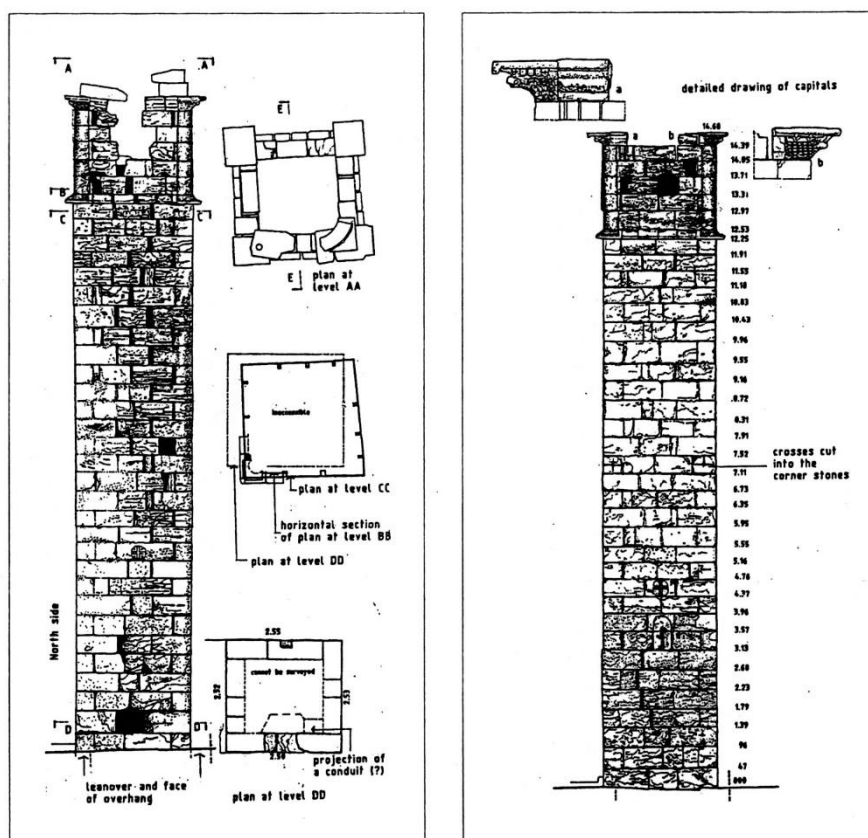 A
A
B
C
C
D
D
North side
leanover and face
of overhang
E
E
plan at
level AA
Inaccessible
plan at level CC
horizontal section
of plan at level BB
plan at level DD
2.55
cannot be surveyed
2.52
2.53
2.50
projection of
a conduit (?)
plan at level DD
a
detailed drawing of capitals
a
b
14.60
b
14.39
14.05
13.71
13.31
12.97
12.53
12.25
11.91
11.55
11.18
10.83
10.43
9.96
9.55
9.16
8.72
8.31
7.91
7.52
7.11
6.73
6.35
5.95
5.55
5.16
4.76
4.37
3.96
3.57
3.13
2.68
2.23
1.79
1.39
96
47
000
crosses cut
into the
corner stones